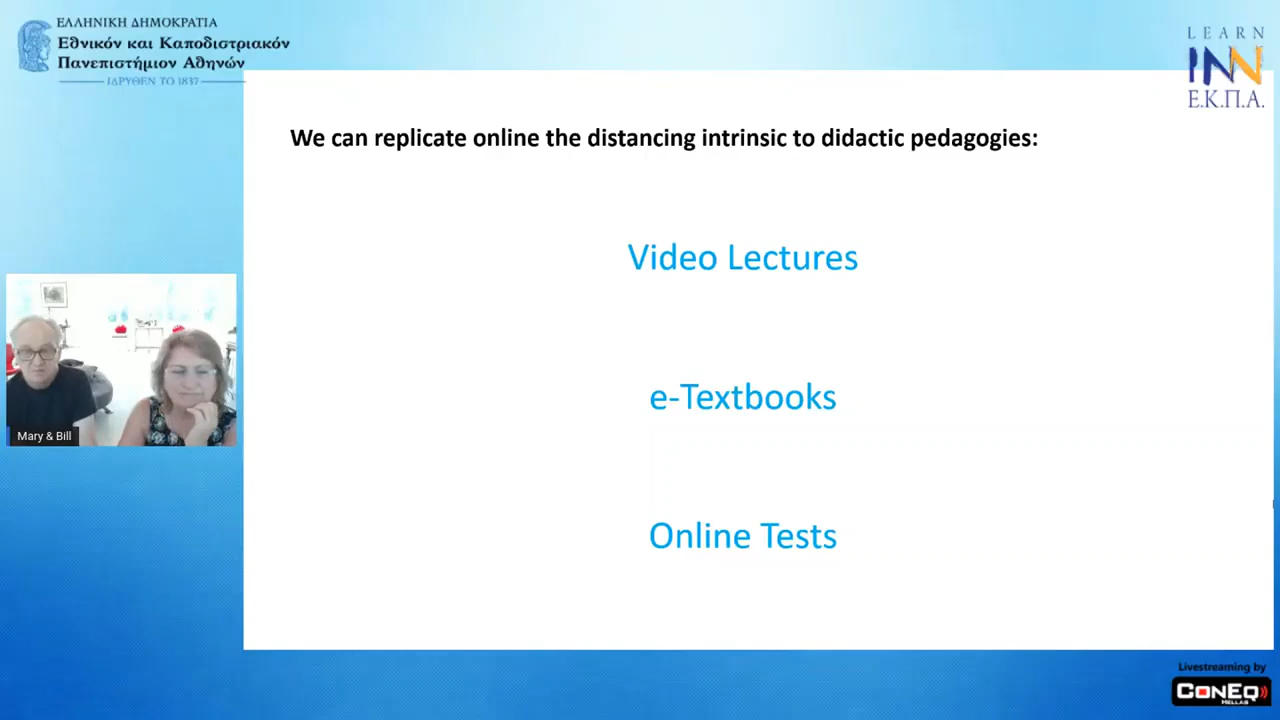 ΕΛΛΗΝΙΚΗ ΔΗΜΟΚΡΑΤΙΑ
Εθνικόν και Καποδιστριακόν
Πανεπιστήμιον Αθηνών
ΙΔΡΥΘΕΝ ΤΟ 1837
LEARN
INN
Ε.Κ.Π.Α.
We can replicate online the distancing intrinsic to didactic pedagogies:
Video Lectures
e-Textbooks
Online Tests
Mary & Bill
Livestreaming by
CONEQ
HELLAS